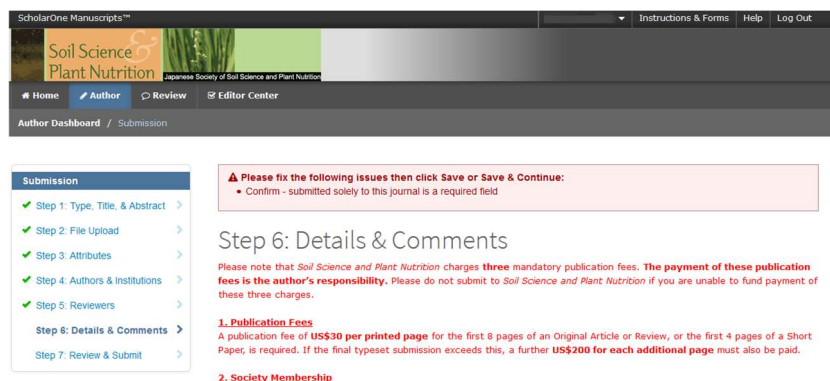 ScholarOne Manuscripts™
Instructions & Forms Help Log Out
Soil Science &
Plant Nutrition
Japanese Society of Soil Science and Plant Nutrition
Home Author Review Editor Center
Author Dashboard / Submission
Submission
Step 1: Type, Title, & Abstract
Step 2: File Upload
Step 3: Attributes
Step 4: Authors & Institutions
Step 5: Reviewers
Step 6: Details & Comments
Step 7: Review & Submit
Please fix the following issues then click Save or Save & Continue:
• Confirm - submitted solely to this journal is a required field
Step 6: Details & Comments
Please note that Soil Science and Plant Nutrition charges three mandatory publication fees. The payment of these publication
fees is the author's responsibility. Please do not submit to Soil Science and Plant Nutrition if you are unable to fund payment of
these three charges.
1. Publication Fees
A publication fee of US$30 per printed page for the first 8 pages of an Original Article or Review, or the first 4 pages of a Short
Paper, is required. If the final typeset submission exceeds this, a further US$200 for each additional page must also be paid.
2. Society Membership